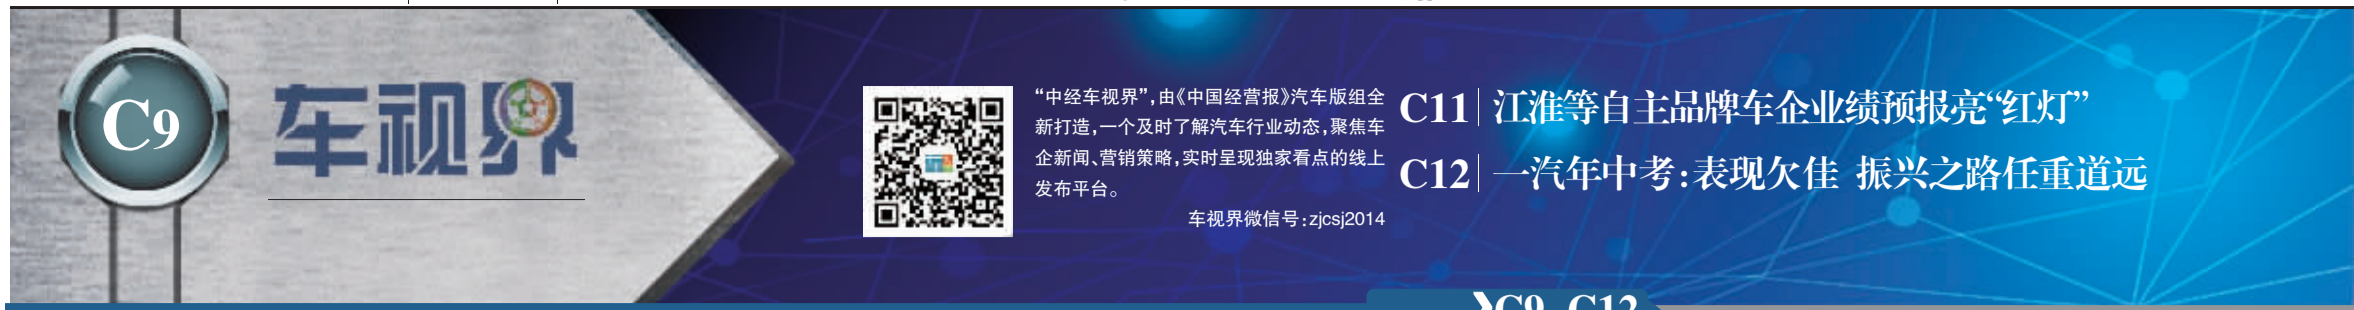 C9
车视界
“中经车视界”,由《中国经营报》汽车版组全
新打造,一个及时了解汽车行业动态,聚焦车
企新闻、营销策略,实时呈现独家看点的线上
发布平台。
车视界微信号:zjcsj2014
C11 江淮等自主品牌车企业绩预报亮“红灯”
C12 一汽年中考:表现欠佳 振兴之路任重道远
C9 C12